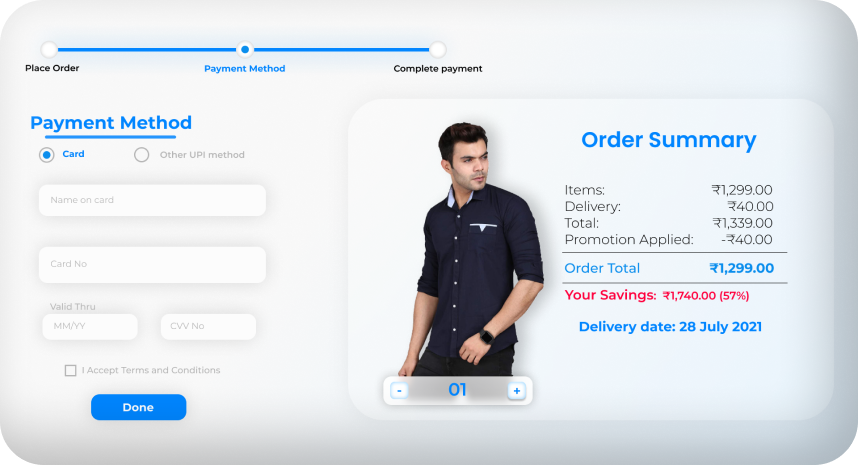 Place Order
Payment Method
Complete payment
Payment Method
Card
Other UPI method
Name on card
Card No
Valid Thru
MM/YY
CVV No
I Accept Terms and Conditions
Done
- 01 +
Order Summary
Items: ₹1,299.00
Delivery: ₹40.00
Total: ₹1,339.00
Promotion Applied: -₹40.00
Order Total ₹1,299.00
Your Savings: ₹1,740.00 (57%)
Delivery date: 28 July 2021